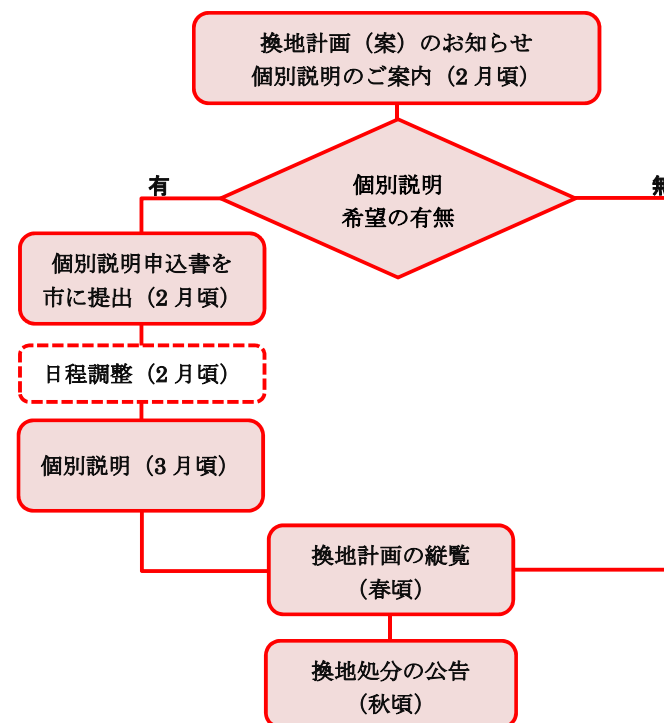 換地計画（案）のお知らせ
個別説明のご案内（2月頃）
個別説明
希望の有無
有
無
個別説明申込書を
市に提出（2月頃）
日程調整（2月頃）
個別説明（3月頃）
換地計画の縦覧
（春頃）
換地処分の公告
（秋頃）